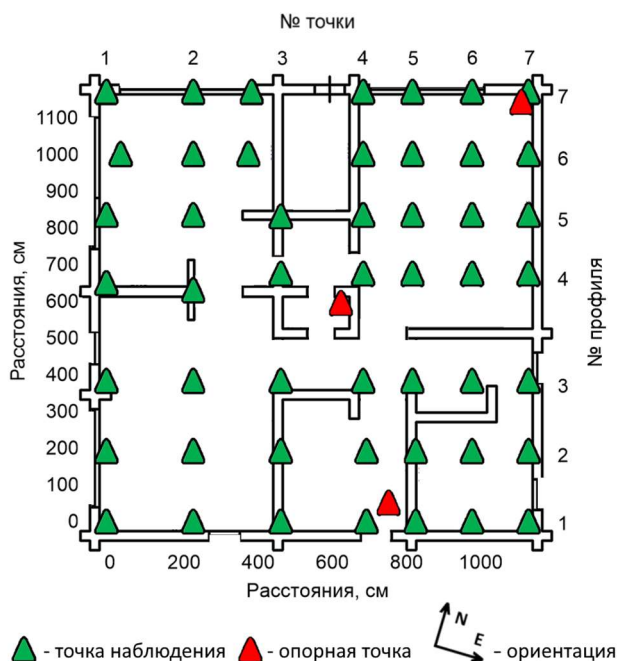 № точки
1 2 3 4 5 6 7
7
1100
1000
6
900
800
5
700
4
600
500
400
3
300
200
2
100
0
1
Расстояния, см
№ профиля
0 200 400 600 800 1000
Расстояния, см
N
E
- точка наблюдения - опорная точка - ориентация